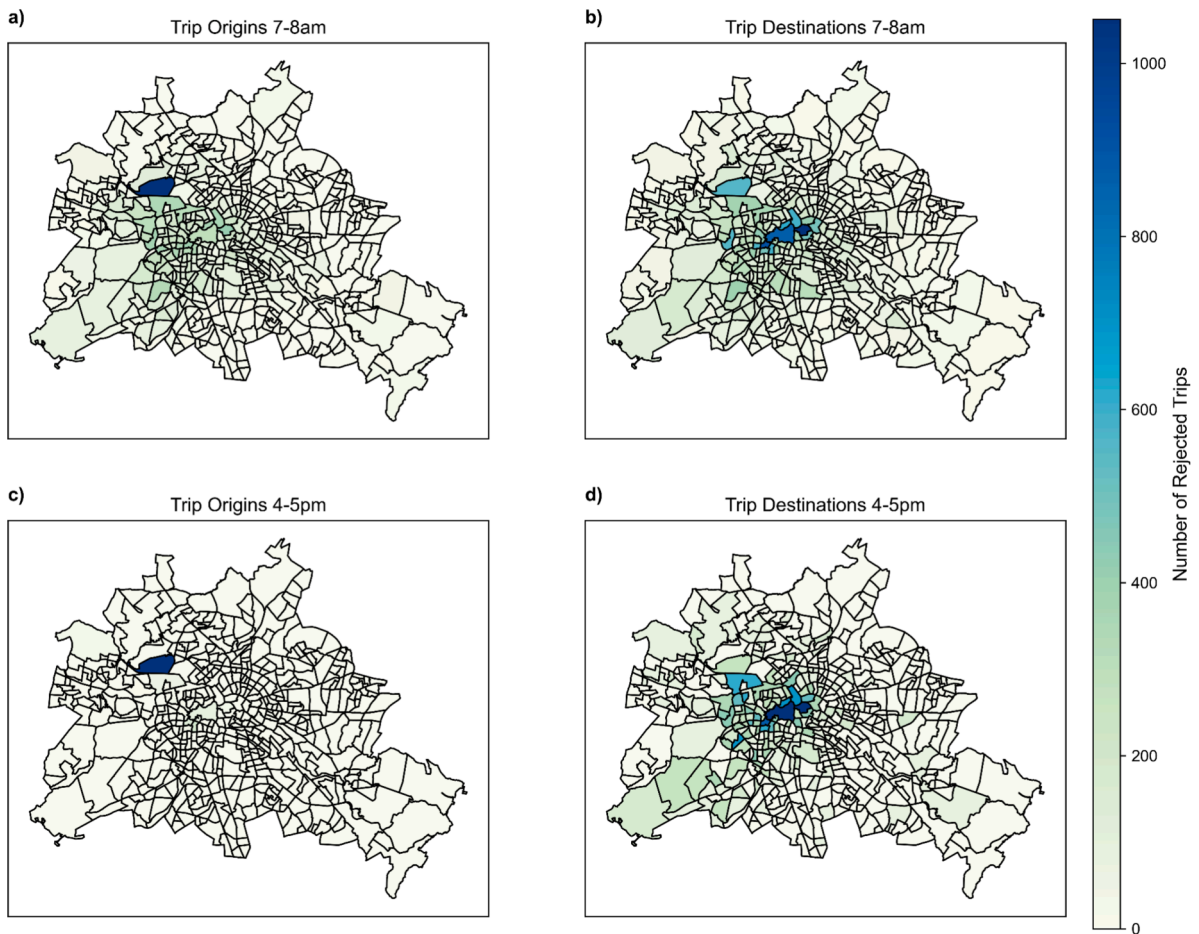 a)
Trip Origins 7-8am
b)
Trip Destinations 7-8am
c)
Trip Origins 4-5pm
d)
Trip Destinations 4-5pm
1000
800
600
400
200
0
Number of Rejected Trips